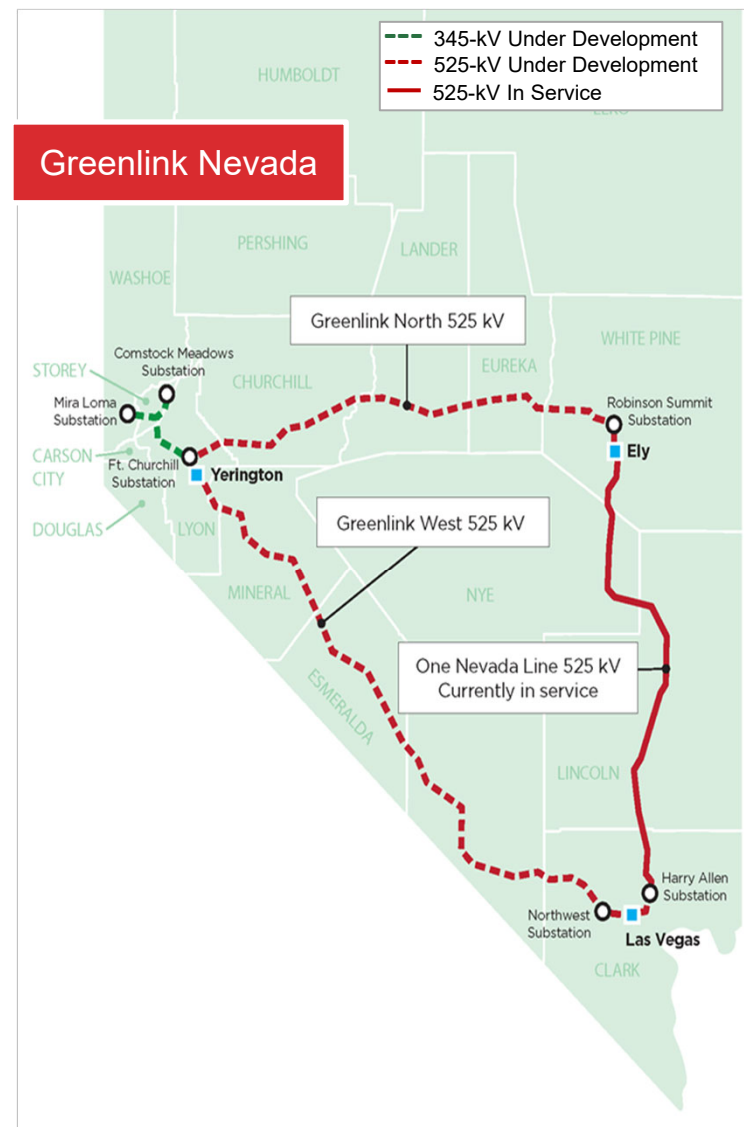 345-kV Under Development
525-kV Under Development
525-kV In Service
HUMBOLDT
ELKO
Greenlink Nevada
PERSHING
LANDER
WASHOE
Greenlink North 525 kV
WHITE PINE
EUREKA
Comstock Meadows
Substation
STOREY
CHURCHILL
Mira Loma
Substation
Robinson Summit
Substation
CARSON
CITY
Ft. Churchill
Substation
Yerington
Ely
DOUGLAS
LYON
Greenlink West 525 kV
MINERAL
NYE
One Nevada Line 525 kV
Currently in service
ESMERALDA
LINCOLN
Harry Allen
Substation
Northwest
Substation
Las Vegas
CLARK